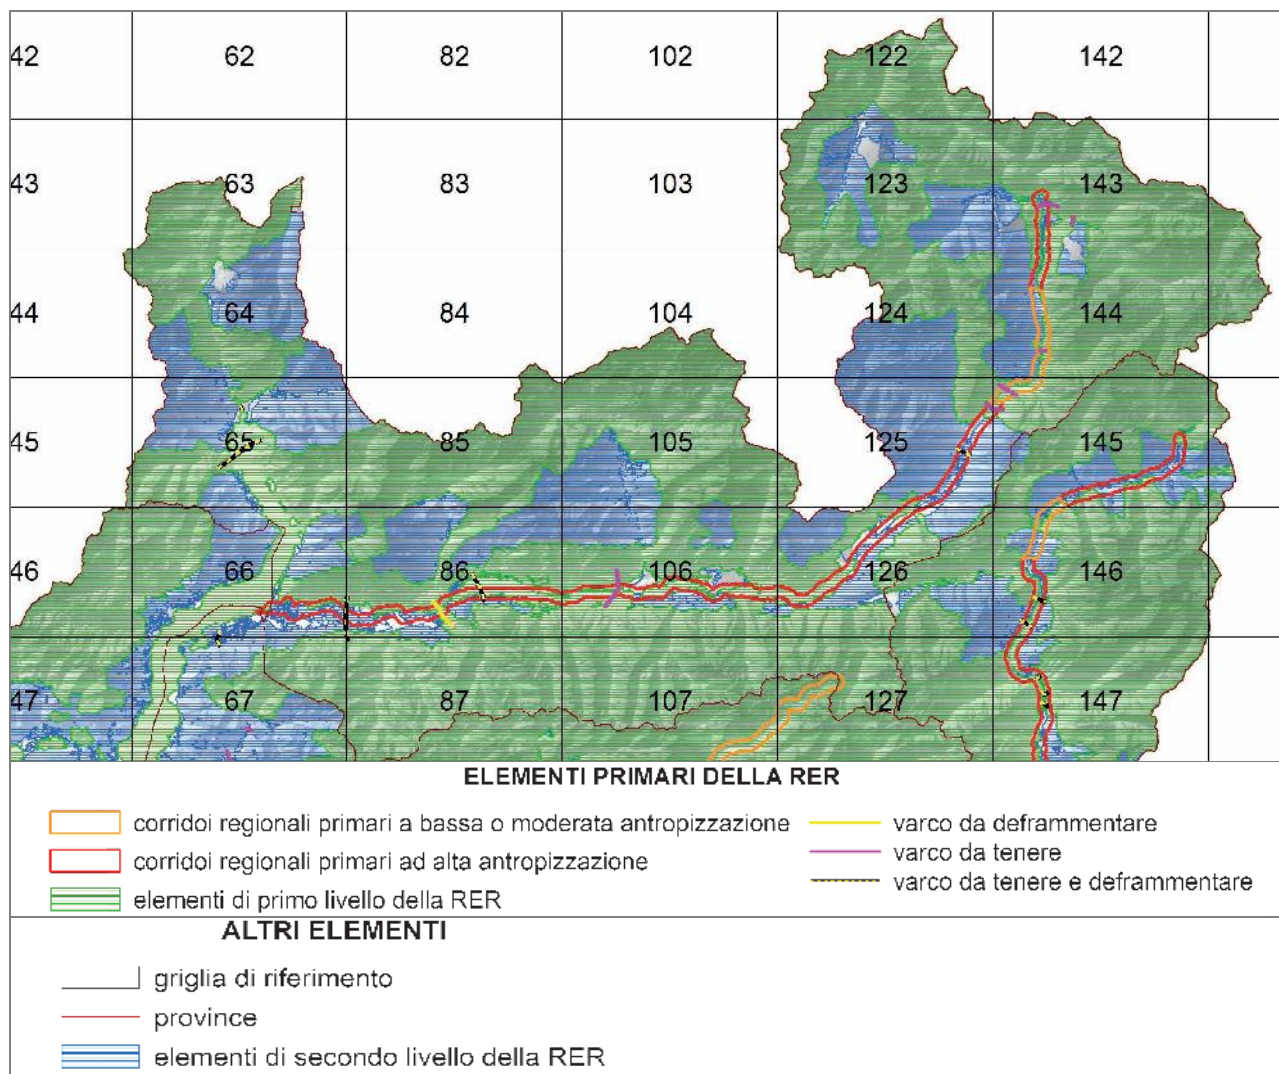 42 62 82 102 122 142
43 63 83 103 123 143
44 64 84 104 124 144
45 65 85 105 125 145
46 66 86 106 126 146
47 67 87 107 127 147
ELEMENTI PRIMARI DELLA RER
corridoi regionali primari a bassa o moderata antropizzazione
corridoi regionali primari ad alta antropizzazione
elementi di primo livello della RER
varco da deframmentare
varco da tenere
varco da tenere e deframmentare
ALTRI ELEMENTI
griglia di riferimento
province
elementi di secondo livello della RER